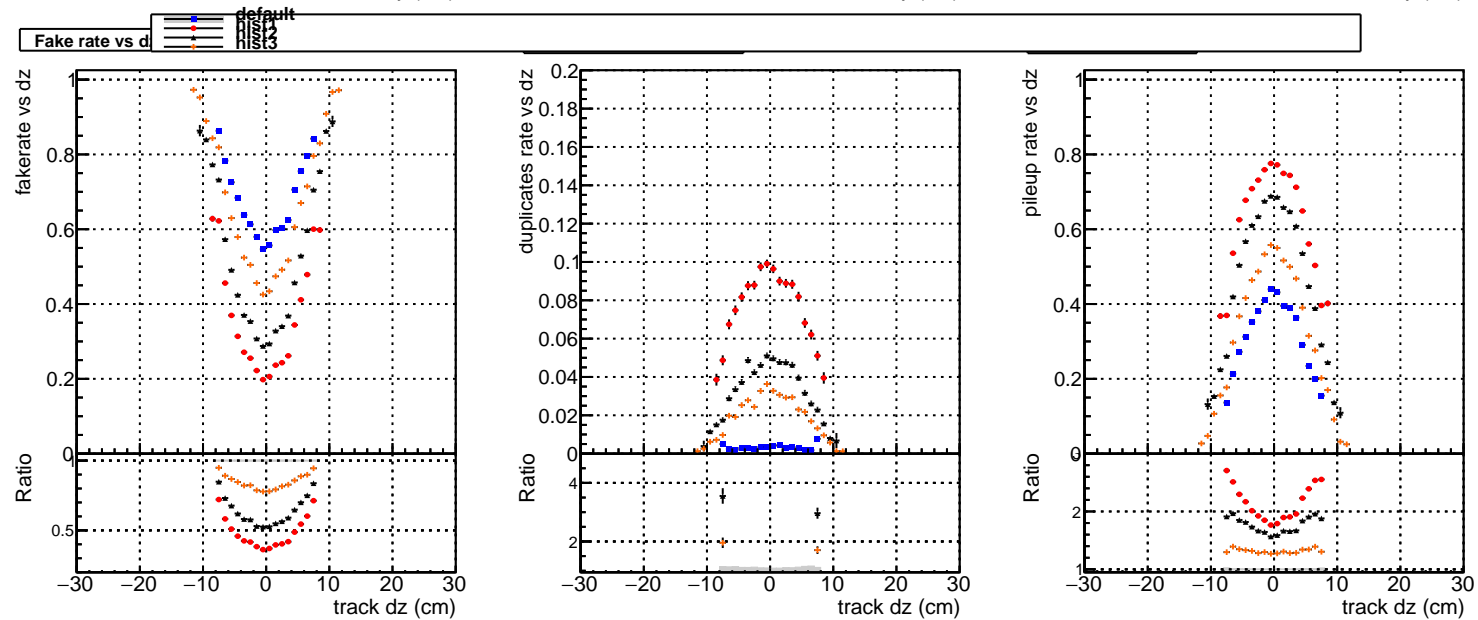 default
hist1
hist2
hist3
Fake rate vs dz
fakerate vs dz
1
0.8
0.6
0.4
0.2
0
Ratio
1
0.5
−30 −20 −10 0 10 20 30
track dz (cm)
duplicates rate vs dz
0.2
0.18
0.16
0.14
0.12
0.1
0.08
0.06
0.04
0.02
0
Ratio
4
2
−30 −20 −10 0 10 20 30
track dz (cm)
pileup rate vs dz
1
0.8
0.6
0.4
0.2
0
Ratio
2
1
−30 −20 −10 0 10 20 30
track dz (cm)